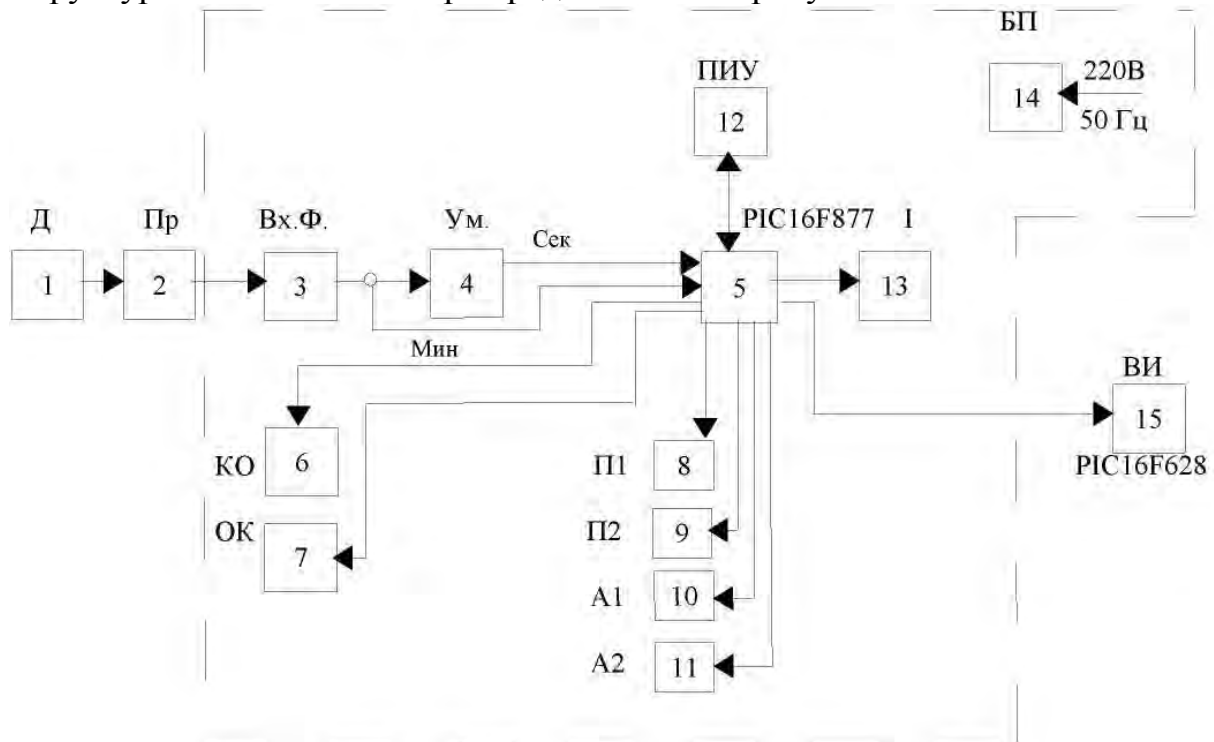 БП
ПИУ
220В
14
12
50 Гц
Д
Пр
Вх.Ф.
Ум.
Сек
PIC16F877
I
1
2
3
4
5
13
Мин
ВИ
15
КО
6
П1
8
PIC16F628
ОК
7
П2
9
А1
10
А2
11